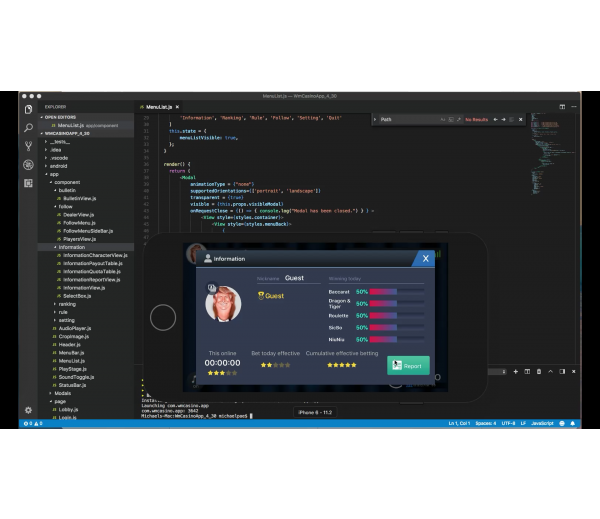 MenuList.js — WmCasinoApp_4_30
EXPLORER
OPEN EDITORS
MenuList.js app/component
WMCASINOAPP_4_30
__tests__
.idea
.vscode
android
app
component
bulletin
BulletinView.js
follow
DealerView.js
FollowMenu.js
FollowMenuSideBar.js
PlayersView.js
information
InformationCharacterView.js
InformationPayoutTable.js
InformationQuotaTable.js
InformationReportView.js
InformationView.js
SelectBox.js
ranking
rule
setting
AudioPlayer.js
CropImage.js
Header.js
MenuBar.js
MenuList.js
PlayStage.js
SoundToggle.js
StatusBar.js
Modals
page
Lobby.js
Login.js
MenuList.js ×
'Information', 'Ranking', 'Rule', 'Follow', 'Setting', 'Quit'
}
this.state = {
menuListVisible: true,
};
}
render() {
return (
<Modal
animationType = {"none"}
supportedOrientations={['portrait', 'landscape']}
transparent = {true}
visible = {this.props.visibleModal}
onRequestClose = {() => { console.log("Modal has been closed.") } }
<View style={styles.container}>
<View style={styles.menuBack}>
Path
No Results
Information
X
Nickname Guest
Guest
Winning today
Baccarat 50%
Dragon & Tiger 50%
Roulette 50%
SicBo 50%
NiuNiu 50%
This online
00:00:00
Bet today effective
Cumulative effective betting
Report
Launching com.wmcasino.app
com.wmcasino.app: 3642
Michaels-Mac:WmCasinoApp_4_30 michaelpan$
iPhone 6 - 11.2
0 0
Ln 1, Col 1 Spaces: 4 UTF-8 LF JavaScript